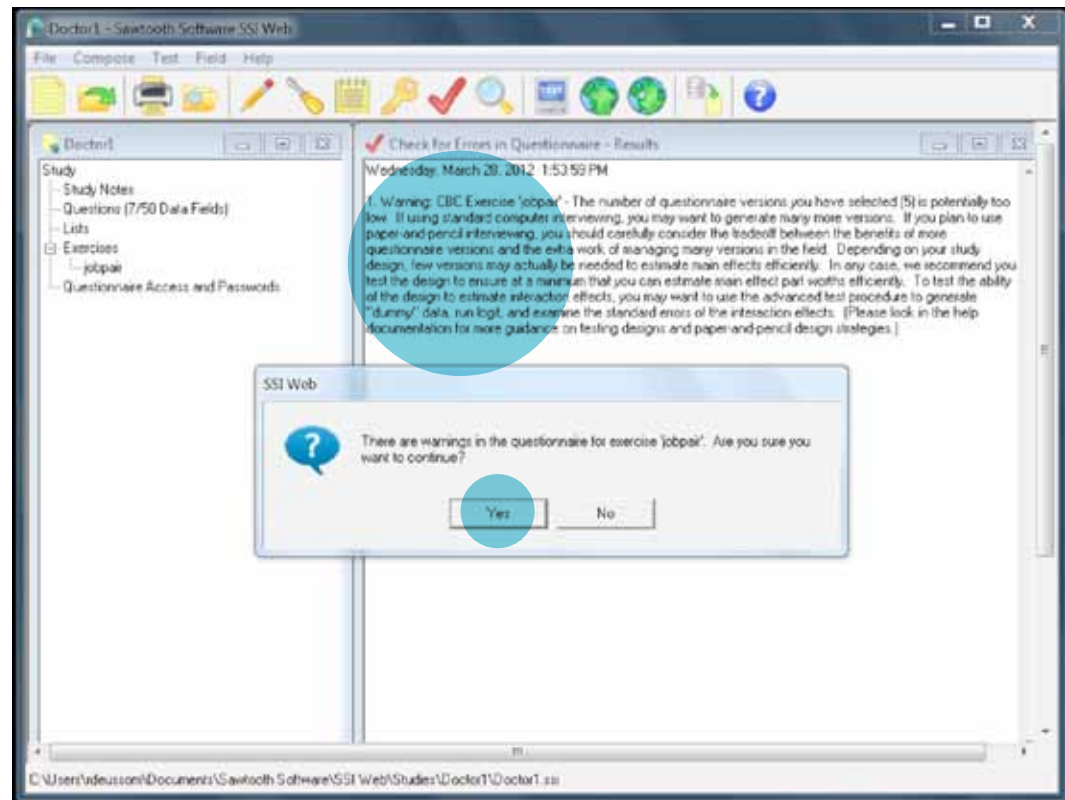 Doctor1 - Sawtooth Software SSI Web
File Compose Test Field Help
Doctor1
Study
Study Notes
Questions (7/50 Data Fields)
Lists
Exercises
jobpair
Questionnaire Access and Passwords
Check for Errors in Questionnaire - Results
Wednesday, March 28, 2012 1:53:59 PM
1. Warning: CBC Exercise 'jobpair' - The number of questionnaire versions you have selected (5) is potentially too
low. If using standard computer interviewing, you may want to generate many more versions. If you plan to use
paper-and-pencil interviewing, you should carefully consider the tradeoff between the benefits of more
questionnaire versions and the extra work of managing many versions in the field. Depending on your study
design, few versions may actually be needed to estimate main effects efficiently. In any case, we recommend you
test the design to ensure at a minimum that you can estimate main effect part worths efficiently. To test the ability
of the design to estimate interaction effects, you may want to use the advanced test procedure to generate
"dummy" data, run logit, and examine the standard errors of the interaction effects. (Please look in the help
documentation for more guidance on testing designs and paper-and-pencil design strategies.)
SSI Web
There are warnings in the questionnaire for exercise 'jobpair'. Are you sure you
want to continue?
Yes No
C:\Users\rdeussom\Documents\Sawtooth Software\SSI Web\Studies\Doctor1\Doctor1.ssi